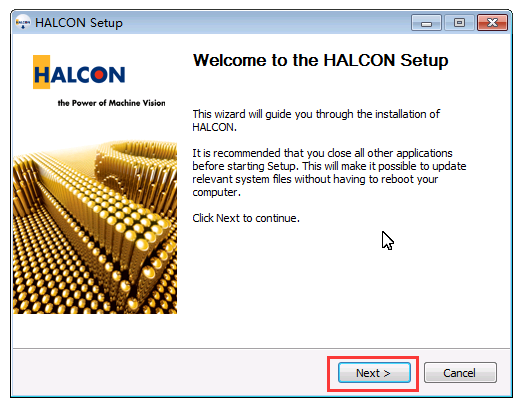 HALCON Setup
HALCON
the Power of Machine Vision
Welcome to the HALCON Setup
This wizard will guide you through the installation of
HALCON.
It is recommended that you close all other applications
before starting Setup. This will make it possible to update
relevant system files without having to reboot your
computer.
Click Next to continue.
Next >
Cancel